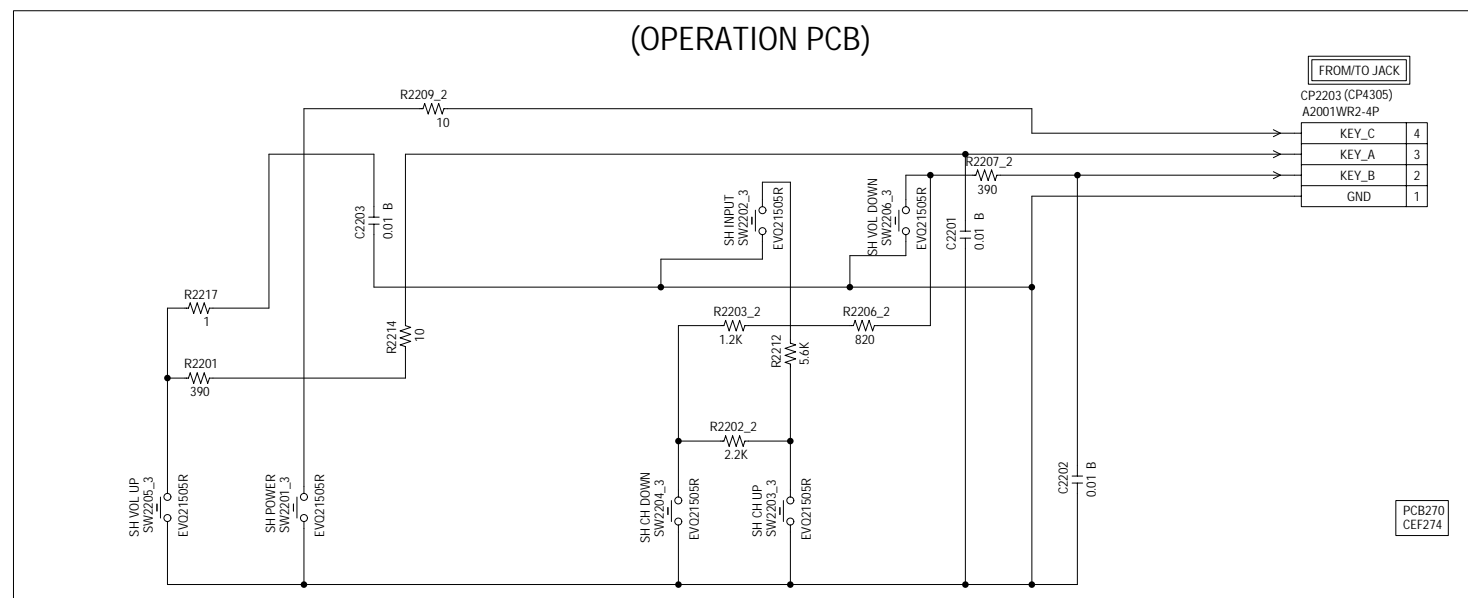 (OPERATION PCB)
FROM/TO JACK
CP2203 (CP4305)
A2001WR2-4P
KEY_C 4
KEY_A 3
KEY_B 2
GND 1
R2209_2
10
R2207_2
390
C2203
0.01 B
SH INPUT
SW2202_3
EVQ21505R
SH VOL DOWN
SW2206_3
EVQ21505R
C2201
0.01 B
R2217
1
R2214
10
R2203_2
1.2K
R2206_2
820
R2212
5.6K
R2201
390
R2202_2
2.2K
SH VOL UP
SW2205_3
EVQ21505R
SH POWER
SW2201_3
EVQ21505R
SH CH DOWN
SW2204_3
EVQ21505R
SH CH UP
SW2203_3
EVQ21505R
C2202
0.01 B
PCB270
CEF274